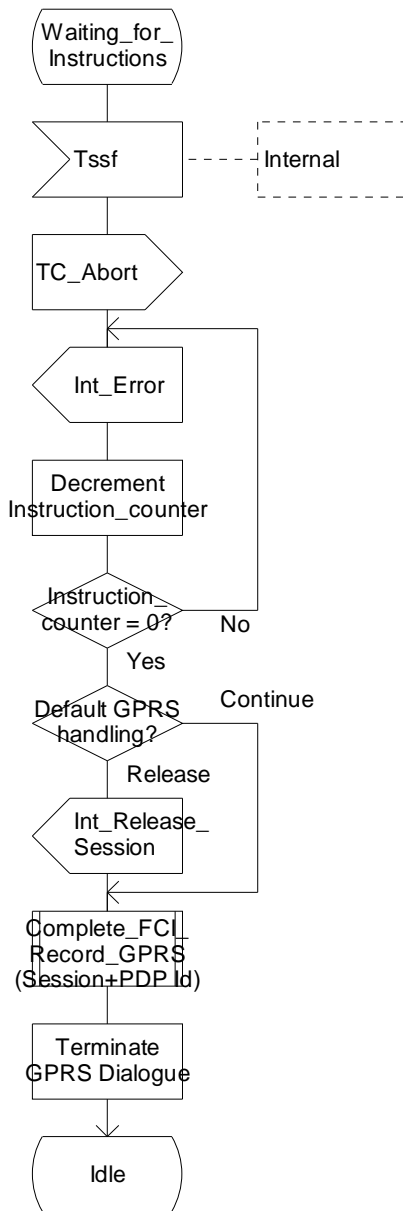 Waiting_for_
Instructions
Tssf
Internal
TC_Abort
Int_Error
Decrement
Instruction_counter
Instruction_
counter = 0?
No
Yes
Default GPRS
handling?
Continue
Release
Int_Release_
Session
Complete_FCI_
Record_GPRS
(Session+PDP Id)
Terminate
GPRS Dialogue
Idle